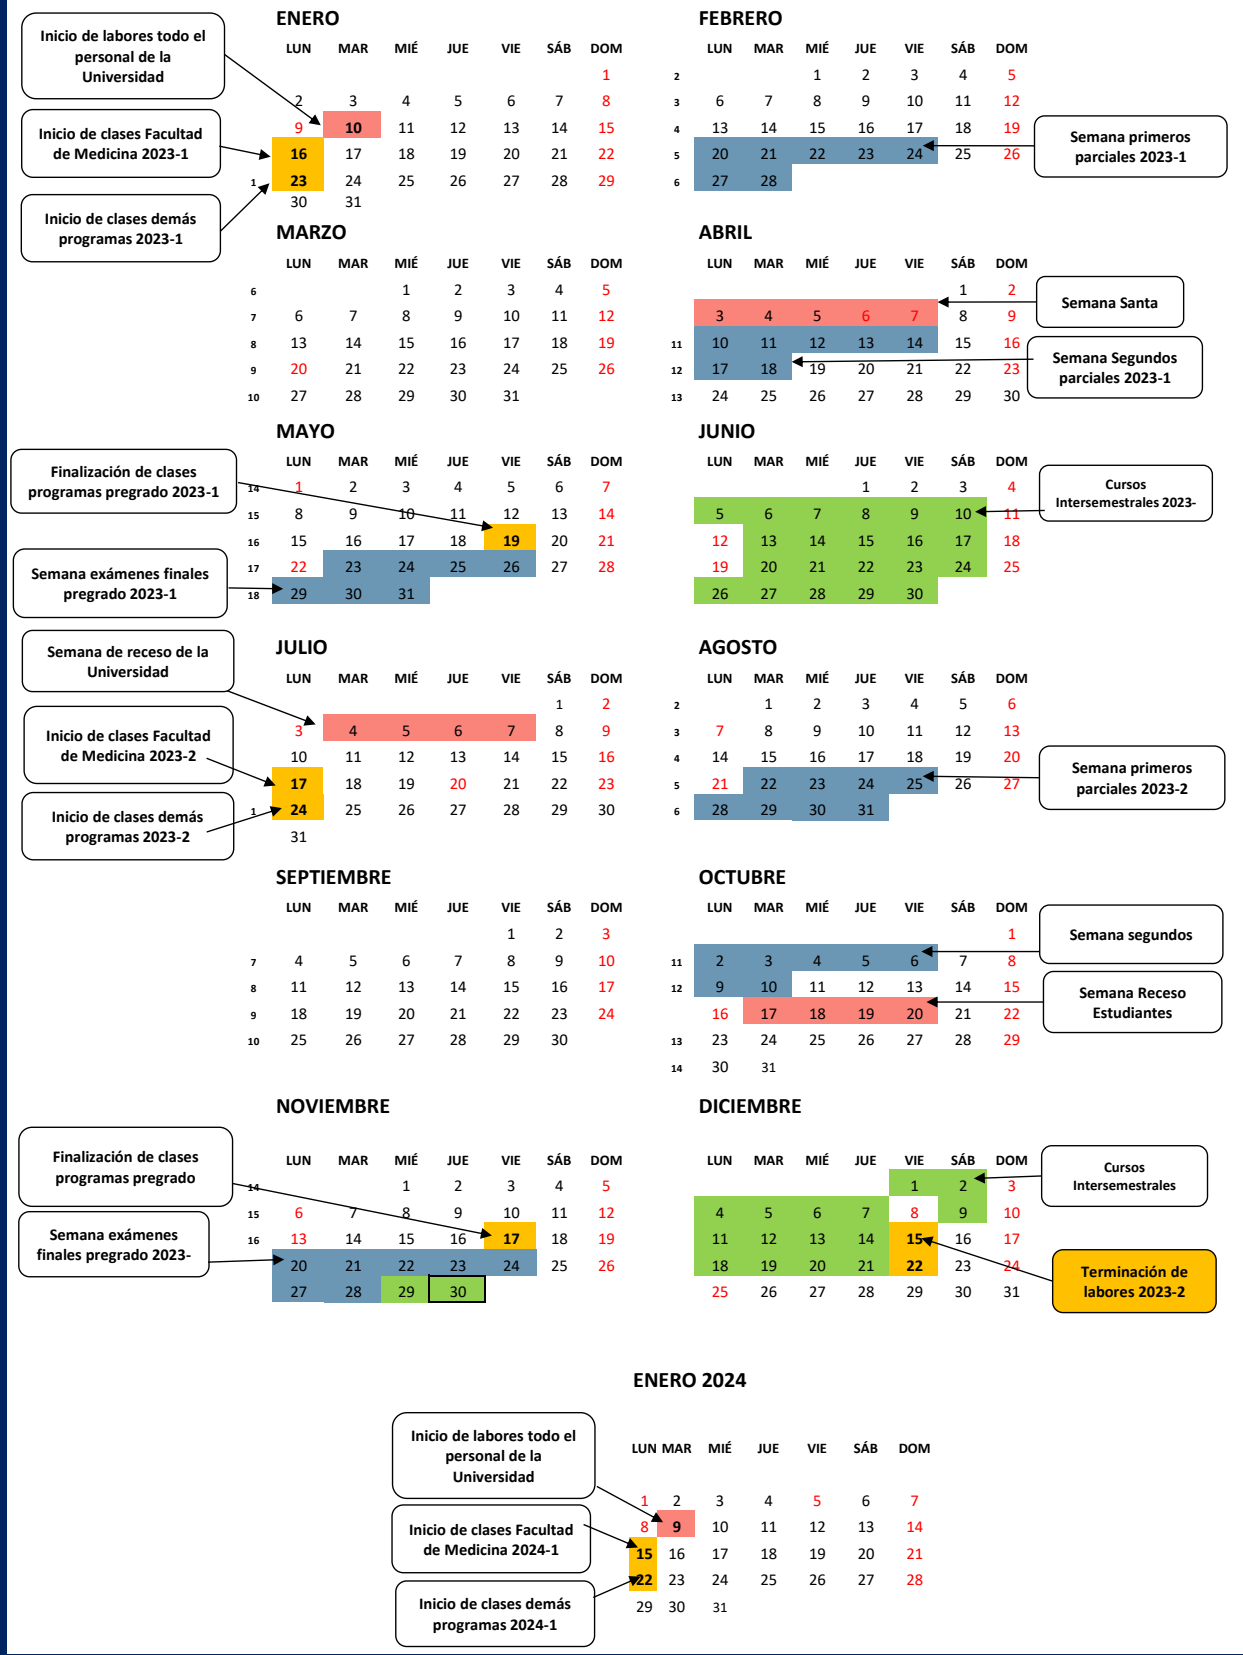 ENERO
LUN MAR MIÉ JUE VIE SÁB DOM
1
2 3 4 5 6 7 8
9 10 11 12 13 14 15
16 17 18 19 20 21 22
1 23 24 25 26 27 28 29
30 31
Inicio de labores todo el
personal de la
Universidad
Inicio de clases Facultad
de Medicina 2023-1
Inicio de clases demás
programas 2023-1
FEBRERO
LUN MAR MIÉ JUE VIE SÁB DOM
2 1 2 3 4 5
3 6 7 8 9 10 11 12
4 13 14 15 16 17 18 19
5 20 21 22 23 24 25 26
6 27 28
Semana primeros
parciales 2023-1
MARZO
LUN MAR MIÉ JUE VIE SÁB DOM
6 1 2 3 4 5
7 6 7 8 9 10 11 12
8 13 14 15 16 17 18 19
9 20 21 22 23 24 25 26
10 27 28 29 30 31
ABRIL
LUN MAR MIÉ JUE VIE SÁB DOM
1 2
3 4 5 6 7 8 9
11 10 11 12 13 14 15 16
12 17 18 19 20 21 22 23
13 24 25 26 27 28 29 30
Semana Santa
Semana Segundos
parciales 2023-1
MAYO
LUN MAR MIÉ JUE VIE SÁB DOM
14 1 2 3 4 5 6 7
15 8 9 10 11 12 13 14
16 15 16 17 18 19 20 21
17 22 23 24 25 26 27 28
18 29 30 31
Finalización de clases
programas pregrado 2023-1
Semana exámenes finales
pregrado 2023-1
JUNIO
LUN MAR MIÉ JUE VIE SÁB DOM
1 2 3 4
5 6 7 8 9 10 11
12 13 14 15 16 17 18
19 20 21 22 23 24 25
26 27 28 29 30
Cursos
Intersemestrales 2023-
JULIO
LUN MAR MIÉ JUE VIE SÁB DOM
1 2
3 4 5 6 7 8 9
10 11 12 13 14 15 16
17 18 19 20 21 22 23
1 24 25 26 27 28 29 30
31
Semana de receso de la
Universidad
Inicio de clases Facultad
de Medicina 2023-2
Inicio de clases demás
programas 2023-2
AGOSTO
LUN MAR MIÉ JUE VIE SÁB DOM
2 1 2 3 4 5 6
3 7 8 9 10 11 12 13
4 14 15 16 17 18 19 20
5 21 22 23 24 25 26 27
6 28 29 30 31
Semana primeros
parciales 2023-2
SEPTIEMBRE
LUN MAR MIÉ JUE VIE SÁB DOM
1 2 3
7 4 5 6 7 8 9 10
8 11 12 13 14 15 16 17
9 18 19 20 21 22 23 24
10 25 26 27 28 29 30
OCTUBRE
LUN MAR MIÉ JUE VIE SÁB DOM
1
11 2 3 4 5 6 7 8
12 9 10 11 12 13 14 15
16 17 18 19 20 21 22
13 23 24 25 26 27 28 29
14 30 31
Semana segundos
Semana Receso
Estudiantes
NOVIEMBRE
LUN MAR MIÉ JUE VIE SÁB DOM
14 1 2 3 4 5
15 6 7 8 9 10 11 12
16 13 14 15 16 17 18 19
20 21 22 23 24 25 26
27 28 29 30
Finalización de clases
programas pregrado
Semana exámenes
finales pregrado 2023-
DICIEMBRE
LUN MAR MIÉ JUE VIE SÁB DOM
1 2 3
4 5 6 7 8 9 10
11 12 13 14 15 16 17
18 19 20 21 22 23 24
25 26 27 28 29 30 31
Cursos
Intersemestrales
Terminación de
labores 2023-2
ENERO 2024
LUN MAR MIÉ JUE VIE SÁB DOM
1 2 3 4 5 6 7
8 9 10 11 12 13 14
15 16 17 18 19 20 21
22 23 24 25 26 27 28
29 30 31
Inicio de labores todo el
personal de la
Universidad
Inicio de clases Facultad
de Medicina 2024-1
Inicio de clases demás
programas 2024-1